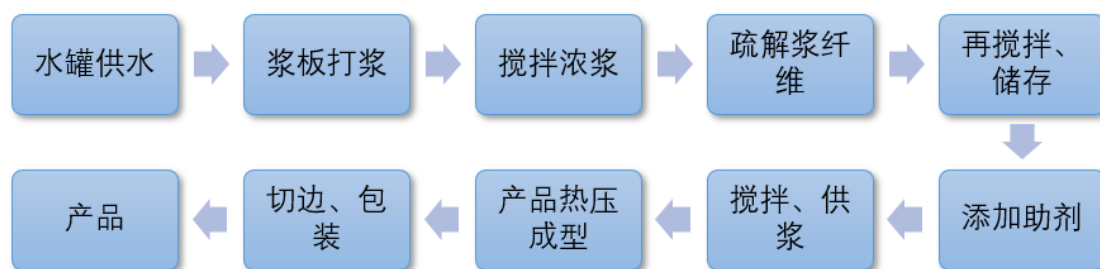 水罐供水
浆板打浆
搅拌浓浆
疏解浆纤
维
再搅拌、
储存
添加助剂
搅拌、供
浆
产品热压
成型
切边、包
装
产品